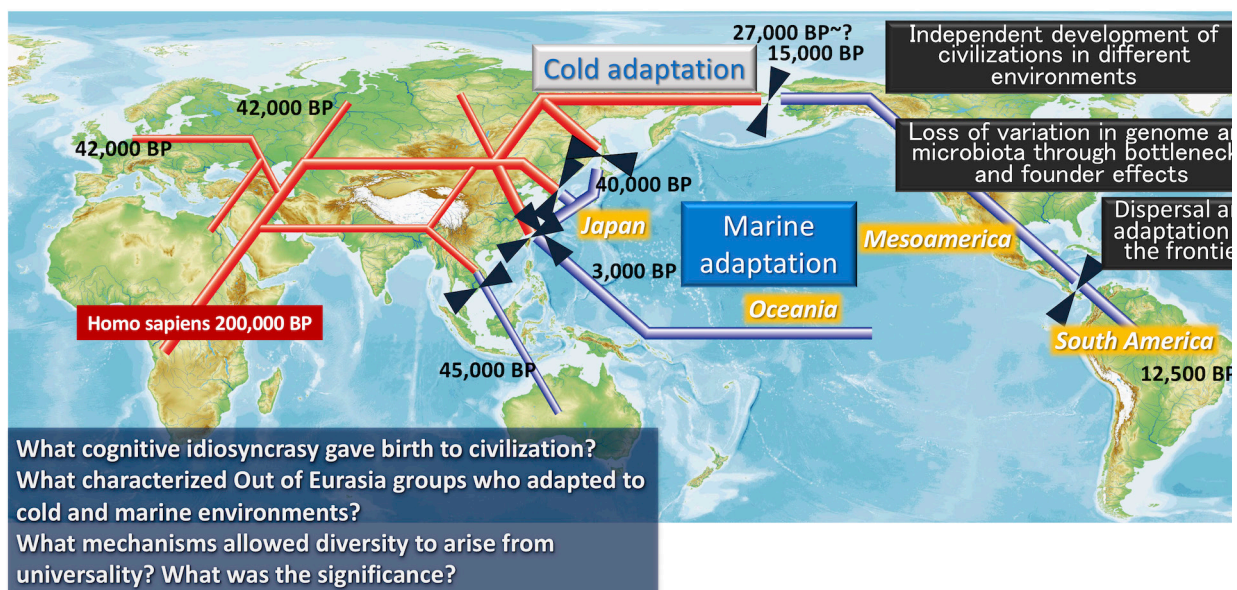 27,000 BP~?
15,000 BP
Cold adaptation
Independent development of
civilizations in different
environments
42,000 BP
42,000 BP
Loss of variation in genome
microbiota through bottleneck
and founder effects
40,000 BP
Japan
Marine
adaptation
Mesoamerica
Dispersal
adaptation
the frontie
3,000 BP
Oceania
Homo sapiens 200,000 BP
South America
45,000 BP
12,500 BP
What cognitive idiosyncrasy gave birth to civilization?
What characterized Out of Eurasia groups who adapted to
cold and marine environments?
What mechanisms allowed diversity to arise from
universality? What was the significance?